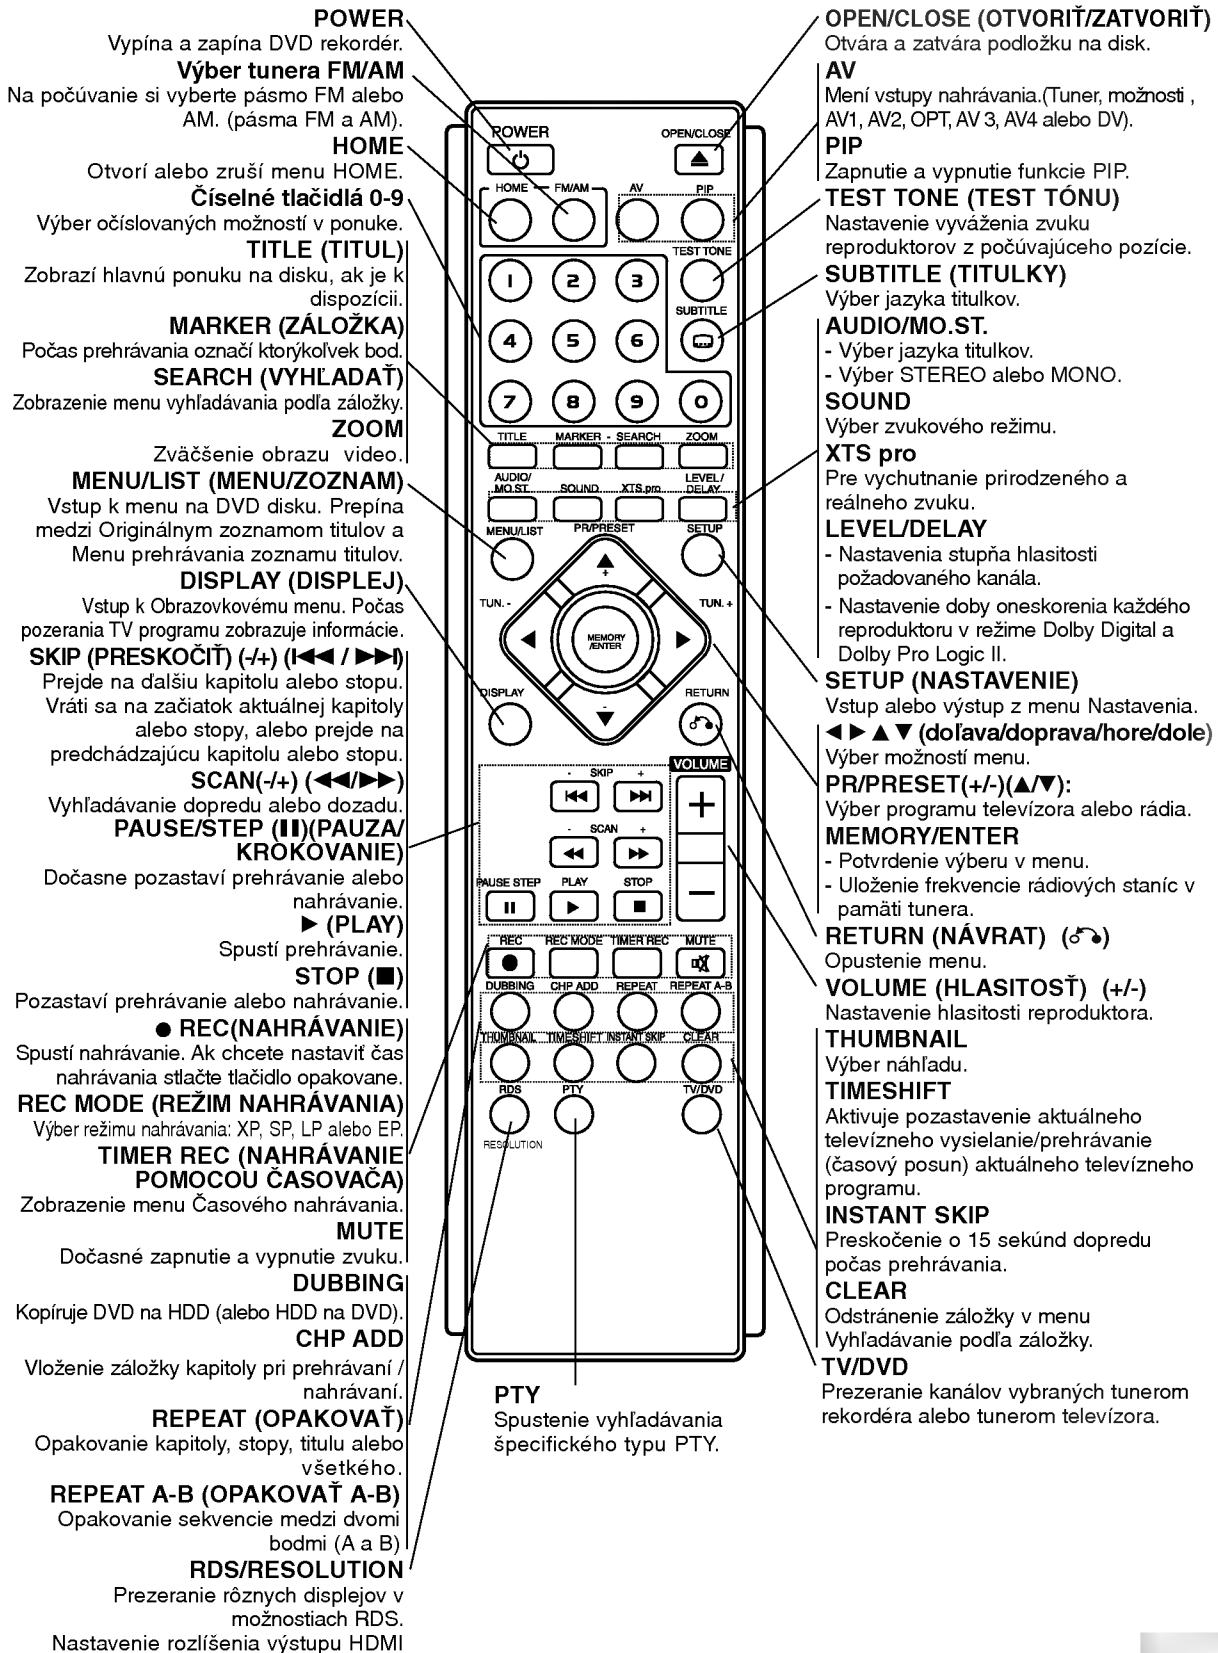 POWER
Vypína a zapína DVD rekordér.
Výber tunera FM/AM
Na počúvanie si vyberte pásmo FM alebo
AM. (pásma FM a AM).
HOME
Otvorí alebo zruší menu HOME.
Číselné tlačidlá 0-9
Výber očíslovaných možností v ponuke.
TITLE (TITUL)
Zobrazí hlavnú ponuku na disku, ak je k
dispozícii.
MARKER (ZÁLOŽKA)
Počas prehrávania označí ktorýkoľvek bod.
SEARCH (VYHĽADAŤ)
Zobrazenie menu vyhľadávania podľa záložky.
ZOOM
Zväčšenie obrazu video.
MENU/LIST (MENU/ZOZNAM)
Vstup k menu na DVD disku. Prepína
medzi Originálnym zoznamom titulov a
Menu prehrávania zoznamu titulov.
DISPLAY (DISPLEJ)
Vstup k Obrazovkovému menu. Počas
pozerania TV programu zobrazuje informácie.
SKIP (PRESKOČIŤ) (-/+) (I◀◀ / ▶▶I)
Prejde na ďalšiu kapitolu alebo stopu.
Vráti sa na začiatok aktuálnej kapitoly
alebo stopy, alebo prejde na
predchádzajúcu kapitolu alebo stopu.
SCAN(-/+) (◀◀/▶▶)
Vyhľadávanie dopredu alebo dozadu.
PAUSE/STEP (II)(PAUZA/
KROKOVANIE)
Dočasne pozastaví prehrávanie alebo
nahrávanie.
▶ (PLAY)
Spustí prehrávanie.
STOP (■)
Pozastaví prehrávanie alebo nahrávanie.
● REC(NAHRÁVANIE)
Spustí nahrávanie. Ak chcete nastaviť čas
nahrávania stlačte tlačidlo opakovane.
REC MODE (REŽIM NAHRÁVANIA)
Výber režimu nahrávania: XP, SP, LP alebo EP.
TIMER REC (NAHRÁVANIE
POMOCOU ČASOVAČA)
Zobrazenie menu Časového nahrávania.
MUTE
Dočasné zapnutie a vypnutie zvuku.
DUBBING
Kopíruje DVD na HDD (alebo HDD na DVD).
CHP ADD
Vloženie záložky kapitoly pri prehrávaní /
nahrávaní.
REPEAT (OPAKOVAŤ)
Opakovanie kapitoly, stopy, titulu alebo
všetkého.
REPEAT A-B (OPAKOVAŤ A-B)
Opakovanie sekvencie medzi dvomi
bodmi (A a B)
RDS/RESOLUTION
Prezeranie rôznych displejov v
možnostiach RDS.
Nastavenie rozlíšenia výstupu HDMI
POWER
OPEN/CLOSE
HOME
FM/AM
AV
PIP
TEST TONE
1 2 3
SUBTITLE
4 5 6
7 8 9 0
TITLE
MARKER - SEARCH
ZOOM
AUDIO/
MO.ST.
SOUND
XTS pro
LEVEL/
DELAY
MENU/LIST
PR/PRESET
SETUP
+
TUN. -
TUN. +
MEMORY
/ENTER
-
DISPLAY
RETURN
- SKIP +
VOLUME
+
- SCAN +
−
PAUSE STEP
PLAY
STOP
REC
REC MODE
TIMER REC
MUTE
DUBBING
CHP ADD
REPEAT
REPEAT A-B
THUMBNAIL
TIMESHIFT
INSTANT SKIP
CLEAR
RDS
PTY
TV/DVD
RESOLUTION
PTY
Spustenie vyhľadávania
špecifického typu PTY.
OPEN/CLOSE (OTVORIŤ/ZATVORIŤ)
Otvára a zatvára podložku na disk.
AV
Mení vstupy nahrávania.(Tuner, možnosti ,
AV1, AV2, OPT, AV 3, AV4 alebo DV).
PIP
Zapnutie a vypnutie funkcie PIP.
TEST TONE (TEST TÓNU)
Nastavenie vyváženia zvuku
reproduktorov z počúvajúceho pozície.
SUBTITLE (TITULKY)
Výber jazyka titulkov.
AUDIO/MO.ST.
- Výber jazyka titulkov.
- Výber STEREO alebo MONO.
SOUND
Výber zvukového režimu.
XTS pro
Pre vychutnanie prirodzeného a
reálneho zvuku.
LEVEL/DELAY
- Nastavenia stupňa hlasitosti
požadovaného kanála.
- Nastavenie doby oneskorenia každého
reproduktoru v režime Dolby Digital a
Dolby Pro Logic II.
SETUP (NASTAVENIE)
Vstup alebo výstup z menu Nastavenia.
◀ ▶ ▲ ▼ (doľava/doprava/hore/dole)
Výber možností menu.
PR/PRESET(+/-)(▲/▼):
Výber programu televízora alebo rádia.
MEMORY/ENTER
- Potvrdenie výberu v menu.
- Uloženie frekvencie rádiových staníc v
pamäti tunera.
RETURN (NÁVRAT) ( )
Opustenie menu.
VOLUME (HLASITOSŤ) (+/-)
Nastavenie hlasitosti reproduktora.
THUMBNAIL
Výber náhľadu.
TIMESHIFT
Aktivuje pozastavenie aktuálneho
televízneho vysielanie/prehrávanie
(časový posun) aktuálneho televízneho
programu.
INSTANT SKIP
Preskočenie o 15 sekúnd dopredu
počas prehrávania.
CLEAR
Odstránenie záložky v menu
Vyhľadávanie podľa záložky.
TV/DVD
Prezeranie kanálov vybraných tunerom
rekordéra alebo tunerom televízora.